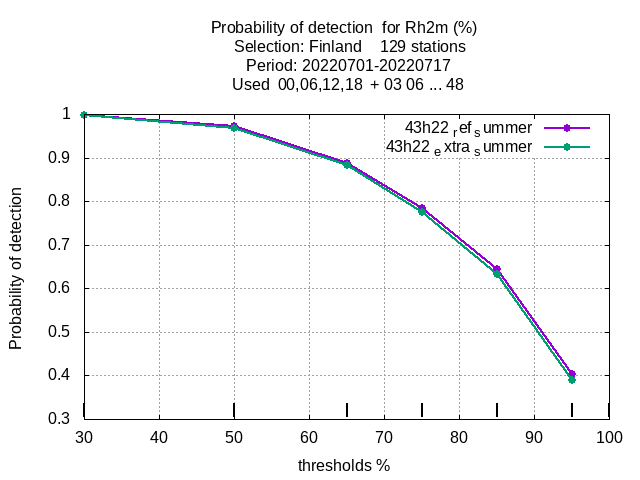 Probability of detection  for Rh2m (%)
Selection: Finland    129 stations
Period: 20220701-20220717
Used  00,06,12,18  + 03 06 ... 48
43h22 ref summer
43h22 extra summer
1
0.9
0.8
0.7
0.6
0.5
0.4
0.3
Probability of detection
30 40 50 60 70 80 90 100
thresholds %